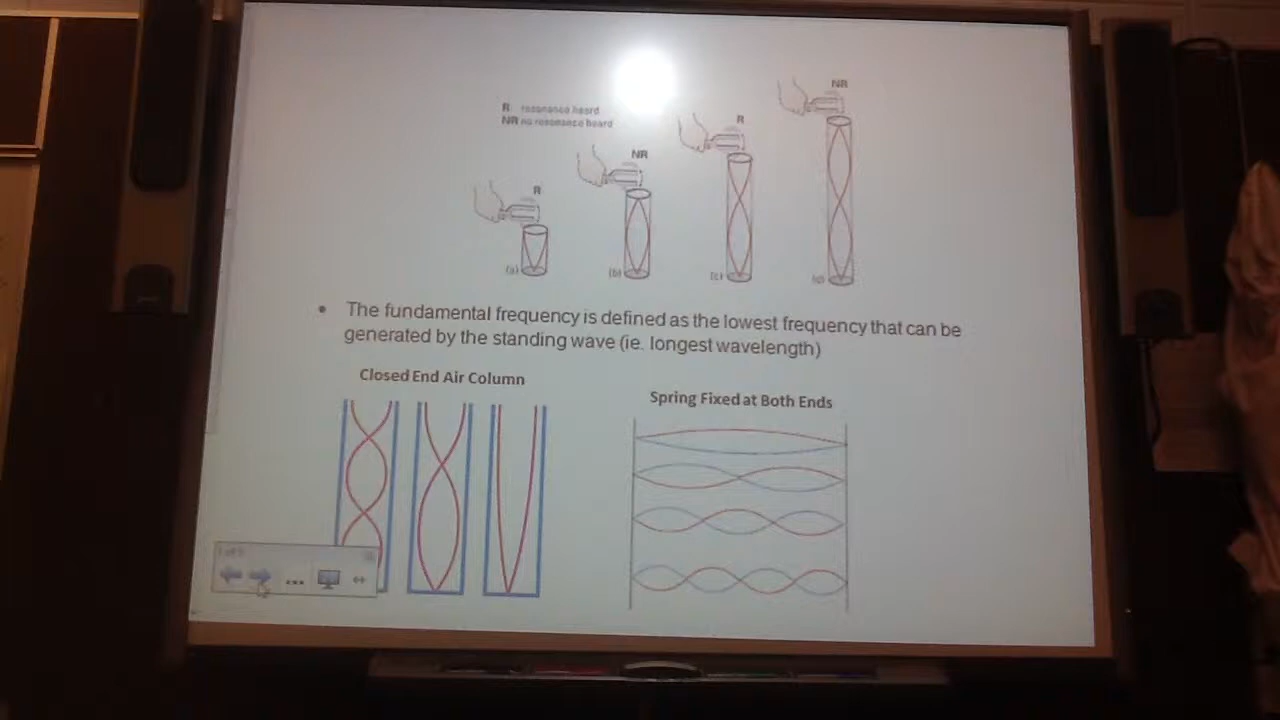 NR
R resonance heard
NR no resonance heard
R
NR
R
(a)
(b)
(c)
(d)
• The fundamental frequency is defined as the lowest frequency that can be
generated by the standing wave (ie. longest wavelength)
Closed End Air Column
Spring Fixed at Both Ends